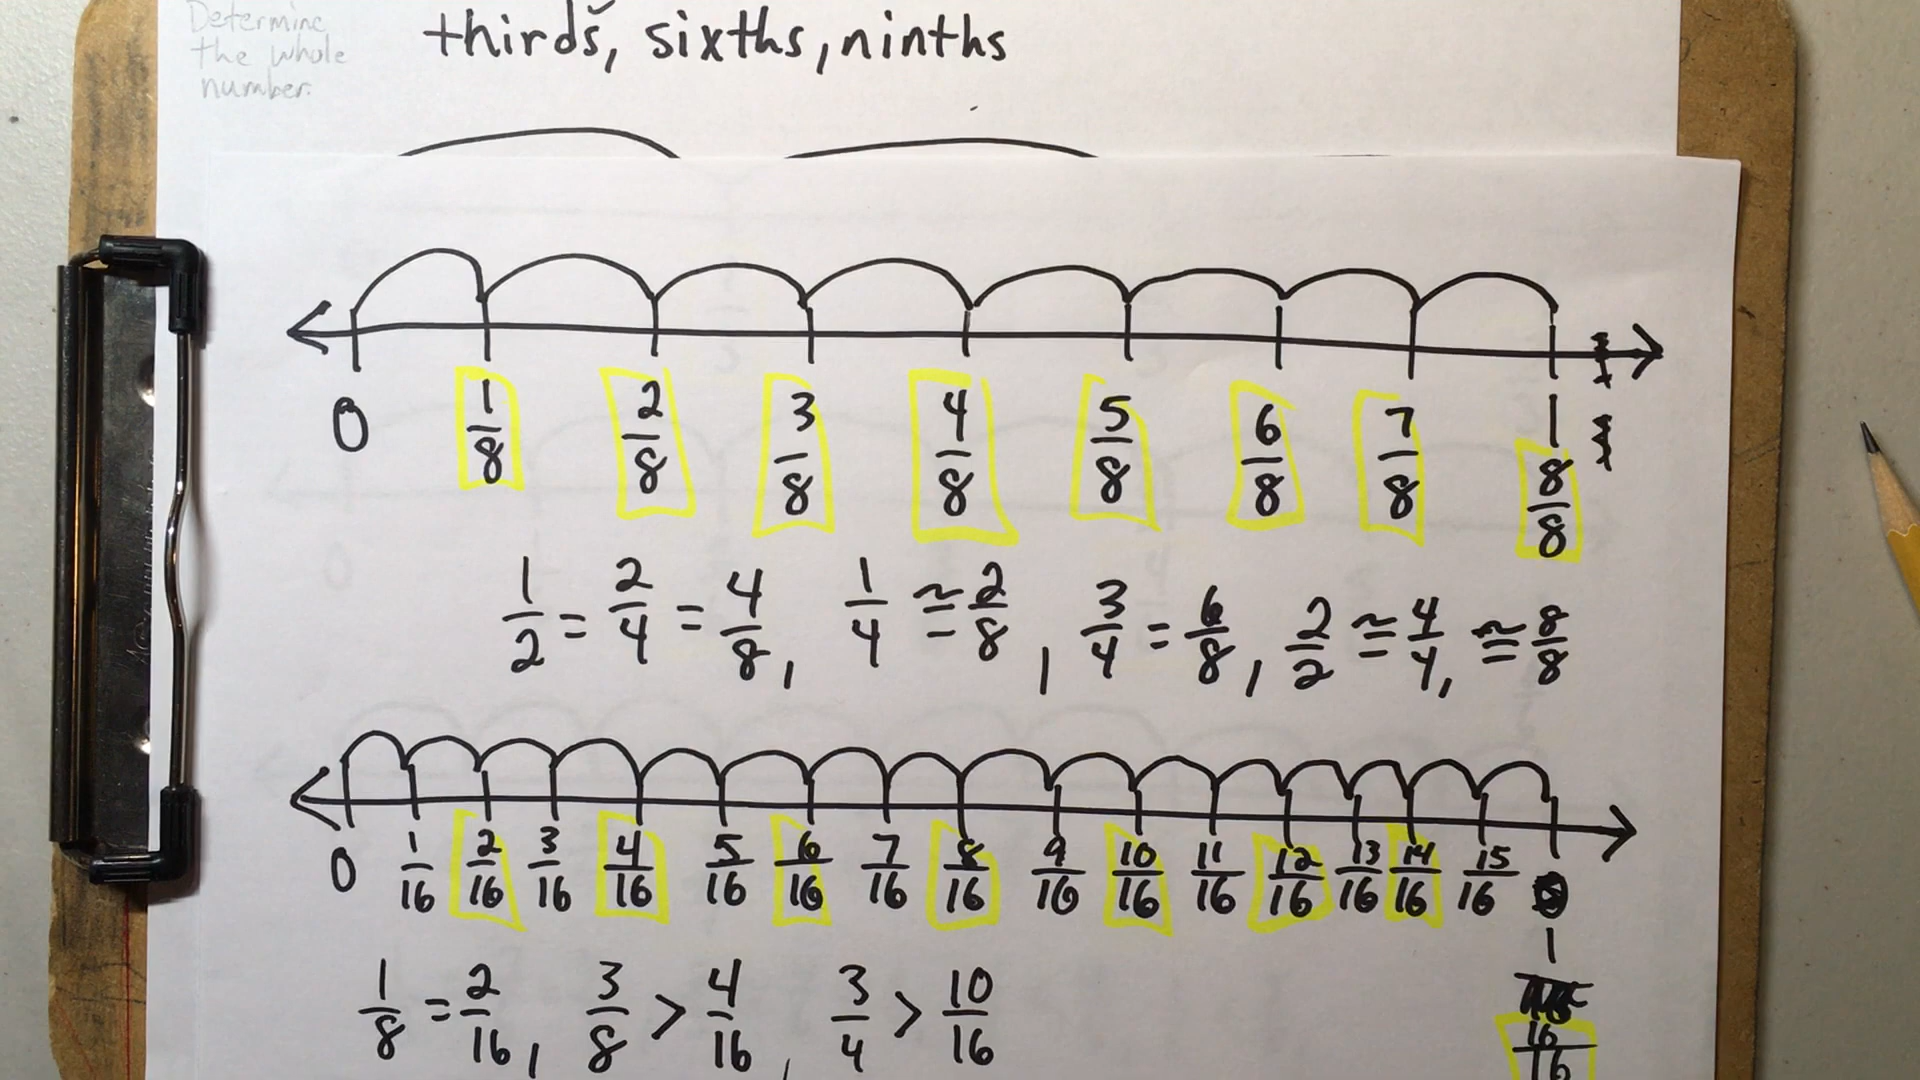 Determine
the whole
number.
thirds, sixths, ninths
0 1/8 2/8 3/8 4/8 5/8 6/8 7/8 1
8/8
1/2 = 2/4 = 4/8, 1/4 ≅ 2/8, 3/4 = 6/8, 2/2 ≅ 4/4, ≅ 8/8
0 1/16 2/16 3/16 4/16 5/16 6/16 7/16 8/16 9/16 10/16 11/16 12/16 13/16 14/16 15/16
1
16/16
1/8 = 2/16, 3/8 > 4/16, 3/4 > 10/16